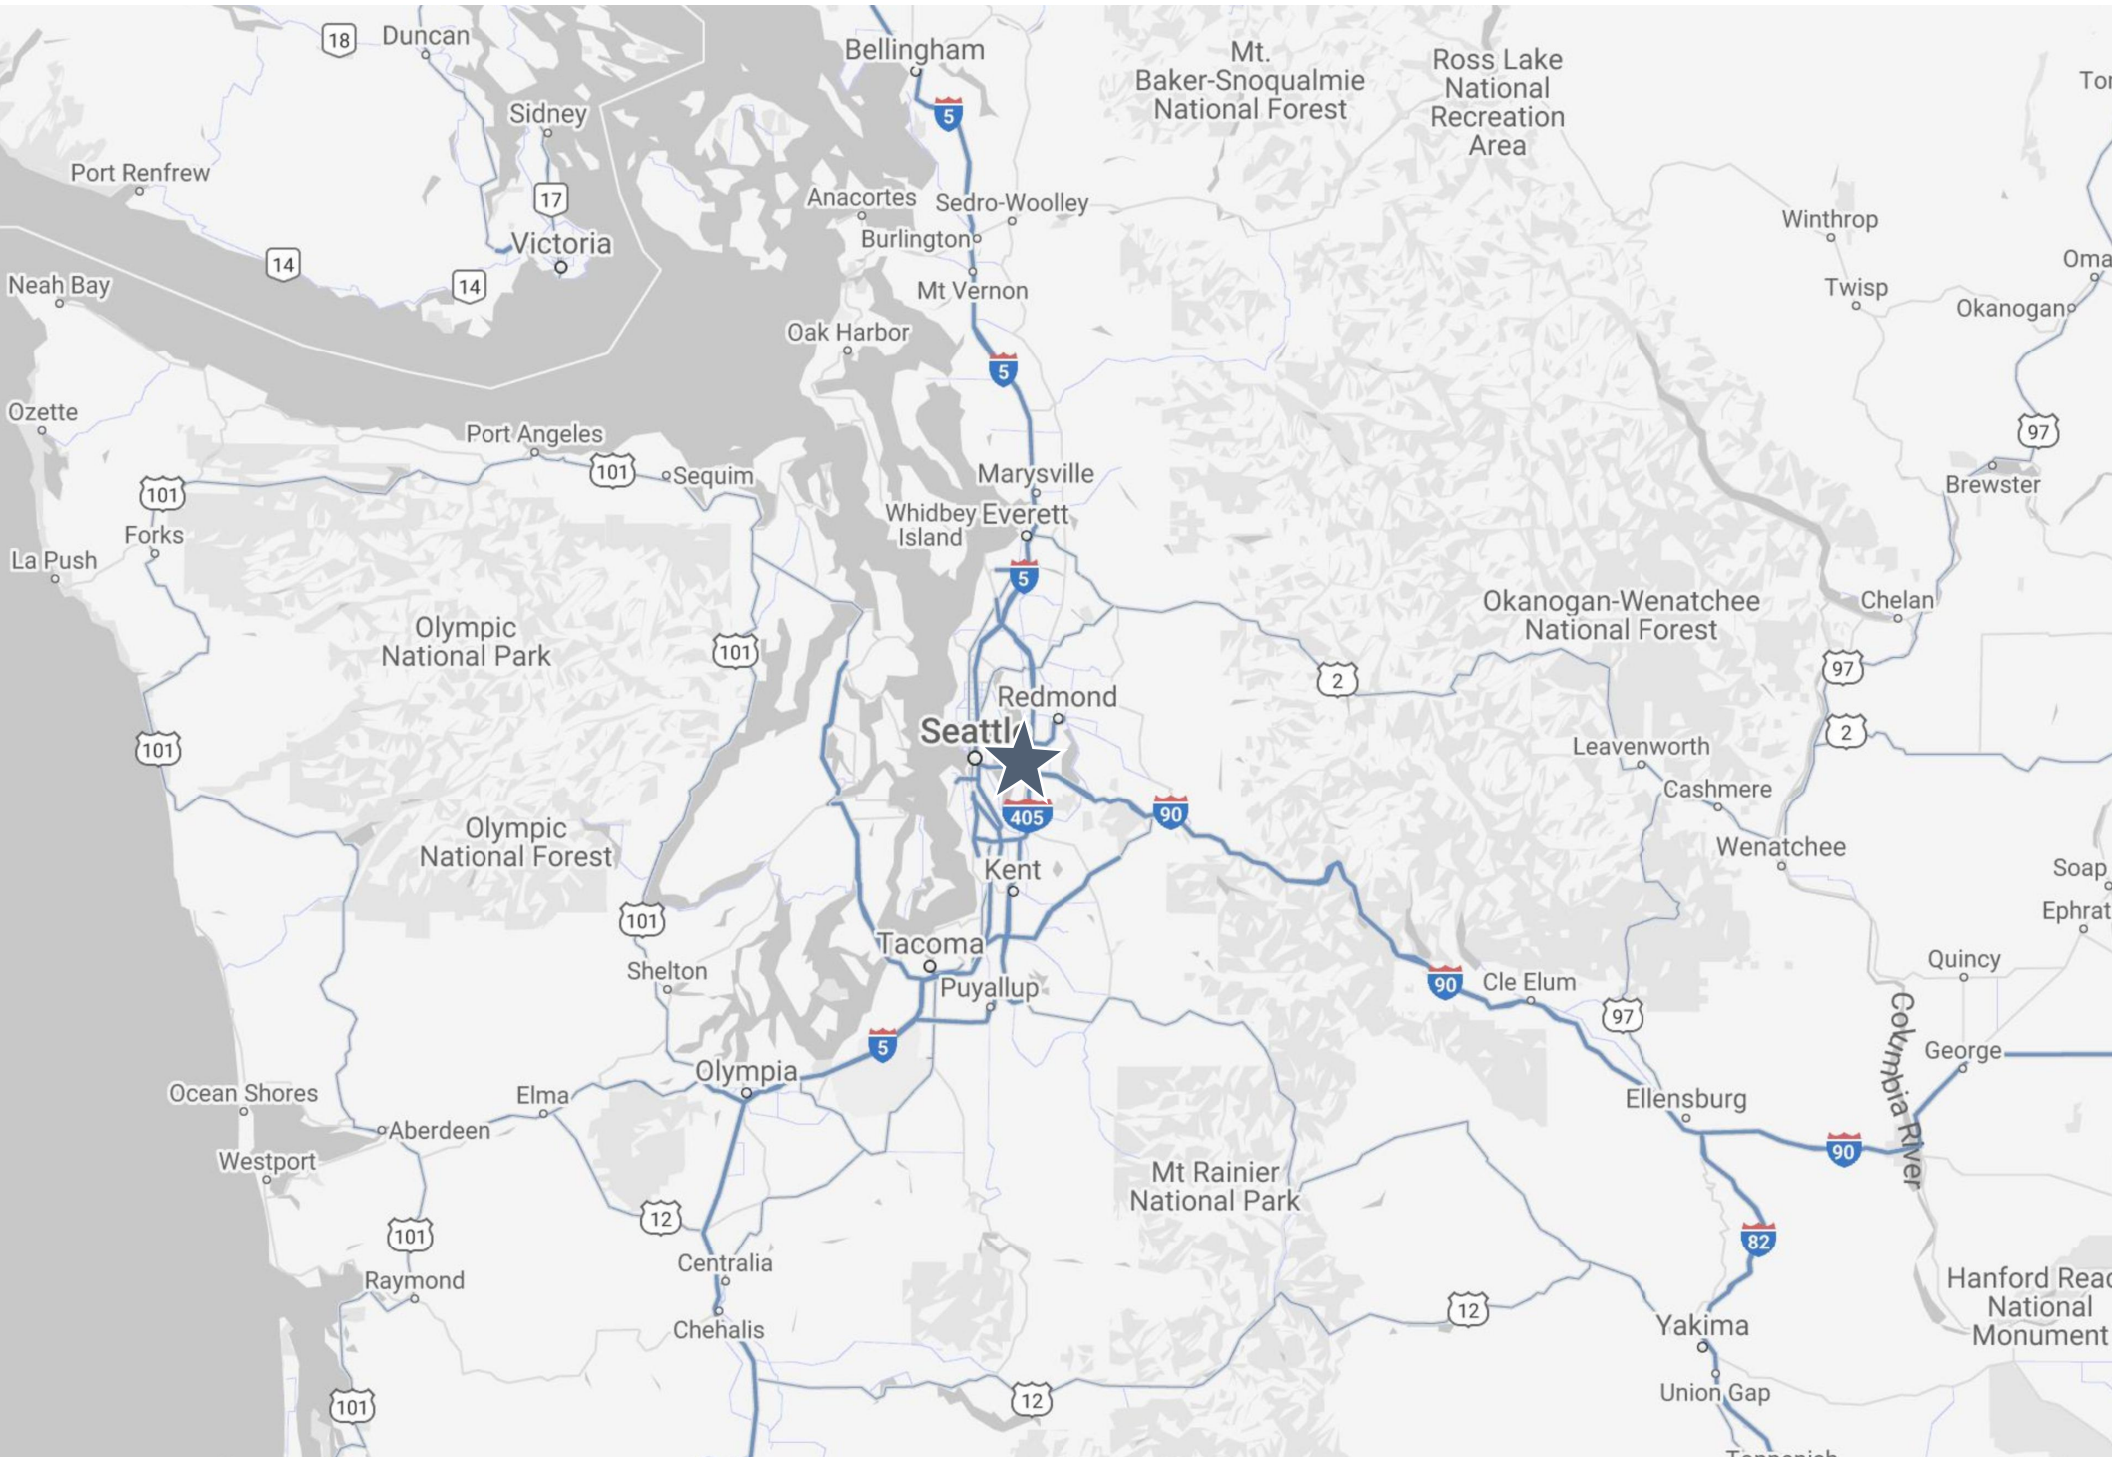 18
Duncan
Bellingham
Mt.
Baker-Snoqualmie
National Forest
Ross Lake
National
Recreation
Area
Tor
5
Sidney
Port Renfrew
17
Anacortes
Sedro-Woolley
Burlington
Winthrop
Victoria
14
14
Neah Bay
Mt Vernon
Oma
Twisp
Okanogan
Oak Harbor
5
Ozette
Port Angeles
101
Sequim
97
Marysville
Brewster
101
Whidbey
Island
Everett
Forks
La Push
5
Chelan
Okanogan-Wenatchee
National Forest
Olympic
National Park
101
2
97
Redmond
Seattl
101
2
Leavenworth
Cashmere
405
90
Olympic
National Forest
Wenatchee
Kent
Soap
101
Ephrat
Tacoma
Shelton
Quincy
Puyallup
90
Cle Elum
97
5
Columbia River
George
Olympia
Ocean Shores
Elma
Ellensburg
Aberdeen
90
Westport
Mt Rainier
National Park
12
101
82
Centralia
Raymond
Hanford Reac
National
Monument
12
Chehalis
Yakima
Union Gap
12
101